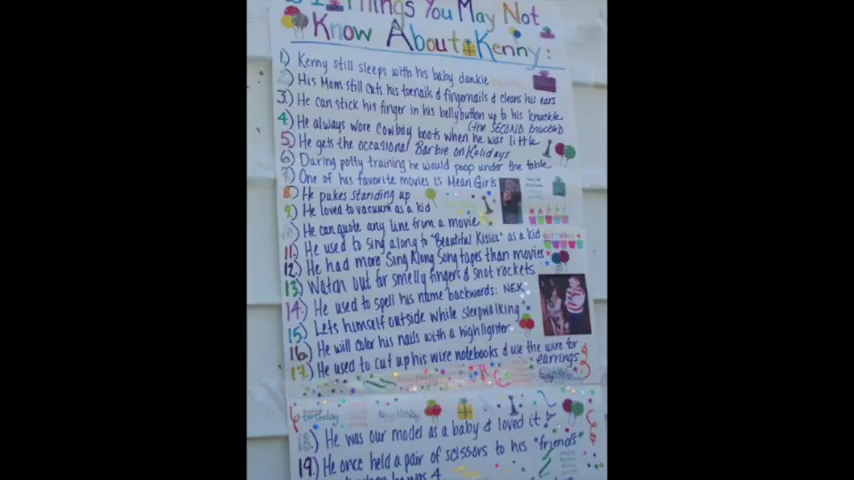 21 Things You May Not
Know About Kenny:
1) Kenny still sleeps with his baby dankie
2) His Mom still cuts his toenails & fingernails & cleans his ears
3) He can stick his finger in his bellybutton up to his knuckle
(the SECOND knuckle)
4) He always wore cowboy boots when he was little
5) He gets the occasional Barbie on Holidays
6) During potty training he would poop under the table
7) One of his favorite movies is Mean Girls
8) He pukes standing up
9) He loved to vacuum as a kid
10) He can quote any line from a movie
11) He used to sing along to "Beautiful Kisses" as a kid
12) He had more Sing Along Song tapes than movies
13) Watch out for smelly fingers & snot rockets
14) He used to spell his name backwards: NEX
15) Lets himself outside while sleepwalking
16) He will color his nails with a highlighter
17) He used to cut up his wire notebooks & use the wire for
earrings
birthday
18) He was our model as a baby & loved it
19) He once held a pair of scissors to his "friends"
when he was 4